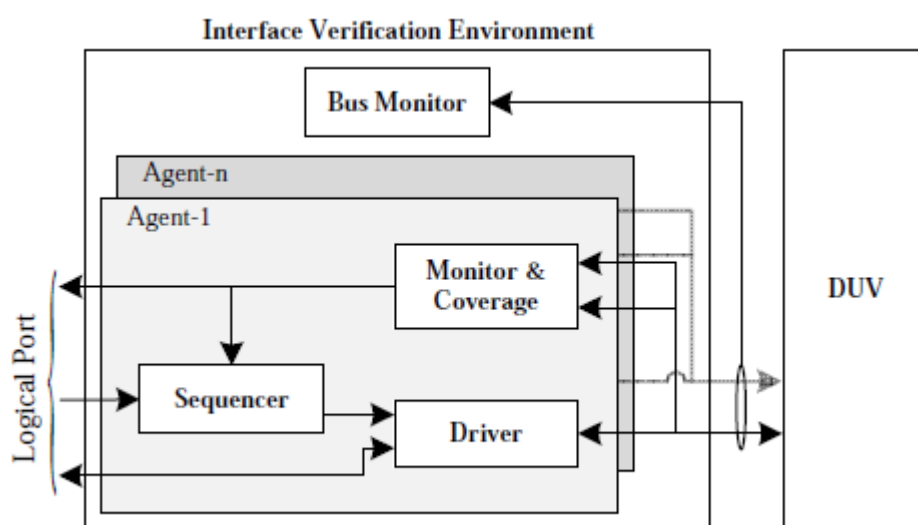 Interface Verification Environment
Bus Monitor
Agent-n
Agent-1
Monitor &
Coverage
DUV
Logical Port
Sequencer
Driver